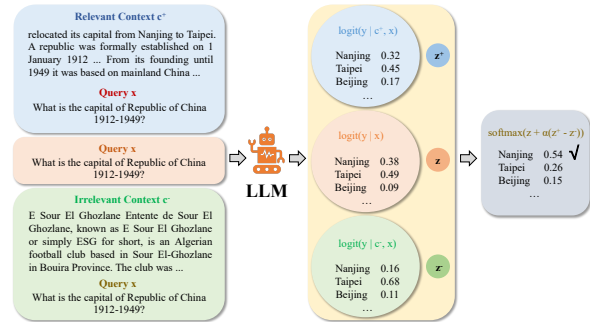 Relevant Context c⁺
relocated its capital from Nanjing to Taipei.
A republic was formally established on 1
January 1912 ... From its founding until
1949 it was based on mainland China ...
Query x
What is the capital of Republic of China
1912-1949?
Query x
What is the capital of Republic of China
1912-1949?
Irrelevant Context c⁻
E Sour El Ghozlane Entente de Sour El
Ghozlane, known as E Sour El Ghozlane
or simply ESG for short, is an Algerian
football club based in Sour El-Ghozlane
in Bouira Province. The club was ...
Query x
What is the capital of Republic of China
1912-1949?
LLM
logit(y | c⁺, x)
Nanjing 0.32
Taipei 0.45
Beijing 0.17
...
z⁺
logit(y | x)
Nanjing 0.38
Taipei 0.49
Beijing 0.09
...
z
logit(y | c⁻, x)
Nanjing 0.16
Taipei 0.68
Beijing 0.11
...
z⁻
softmax(z + α(z⁺ - z⁻))
Nanjing 0.54 √
Taipei 0.26
Beijing 0.15
...